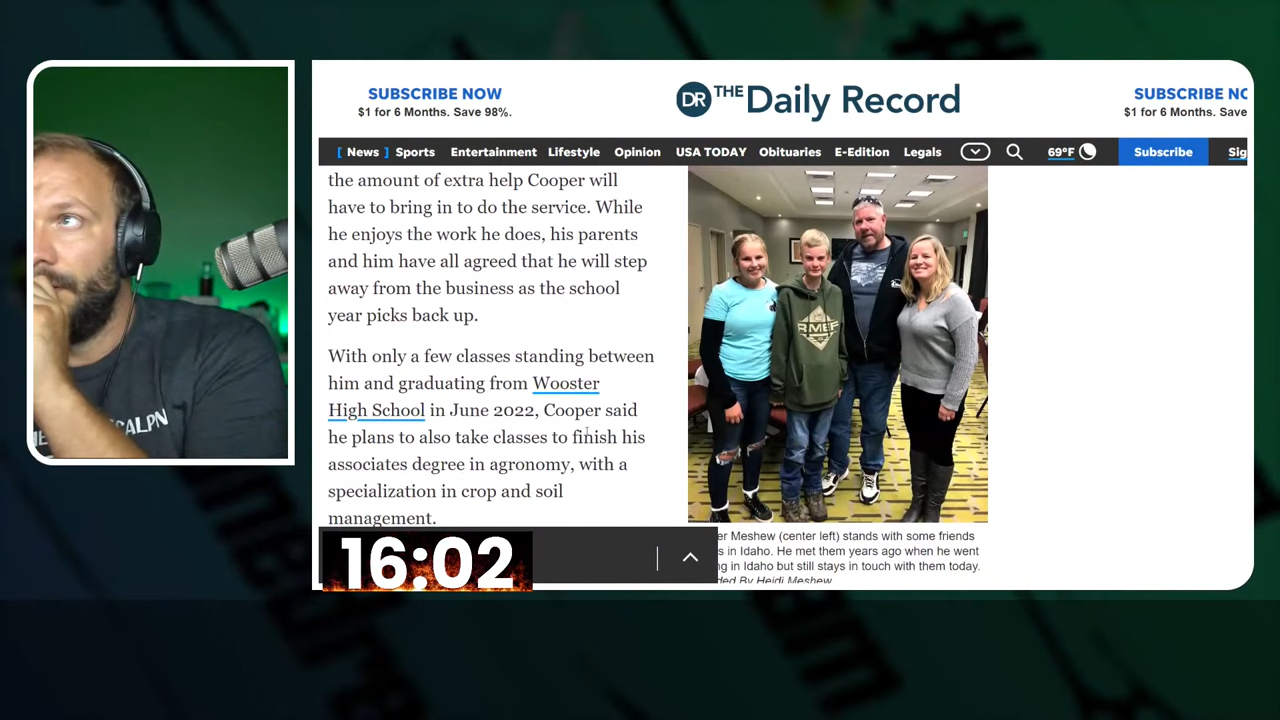 SUBSCRIBE NOW
$1 for 6 Months. Save 98%.
DR THE Daily Record
SUBSCRIBE NO
$1 for 6 Months. Save
[ News ] Sports Entertainment Lifestyle Opinion USA TODAY Obituaries E-Edition Legals 69°F Subscribe Sig
the amount of extra help Cooper will
have to bring in to do the service. While
he enjoys the work he does, his parents
and him have all agreed that he will step
away from the business as the school
year picks back up.
With only a few classes standing between
him and graduating from Wooster
High School in June 2022, Cooper said
he plans to also take classes to finish his
associates degree in agronomy, with a
specialization in crop and soil
management.
RMEF
er Meshew (center left) stands with some friends
s in Idaho. He met them years ago when he went
g in Idaho but still stays in touch with them today.
ded By Heidi Meshew
16:02